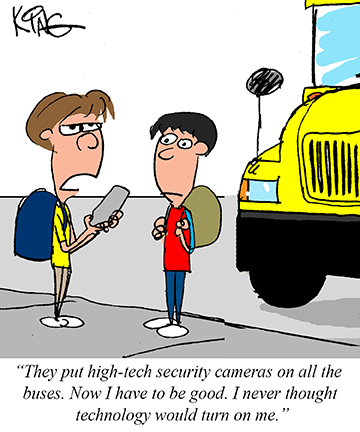 “They put high-tech security cameras on all the
buses. Now I have to be good. I never thought
technology would turn on me.”